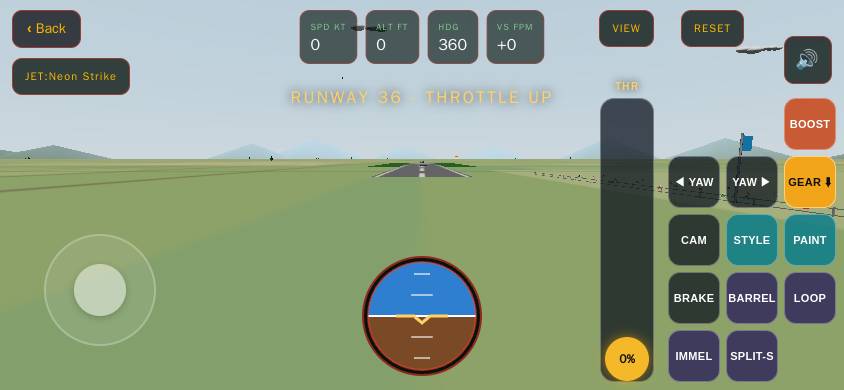 ‹ Back
SPD KT
0
ALT FT
0
HDG
360
VS FPM
+0
VIEW
RESET
JET:Neon Strike
RUNWAY 36 - THROTTLE UP
THR
BOOST
◀ YAW
YAW ▶
GEAR ⬇
CAM
STYLE
PAINT
BRAKE
BARREL
LOOP
0%
IMMEL
SPLIT-S